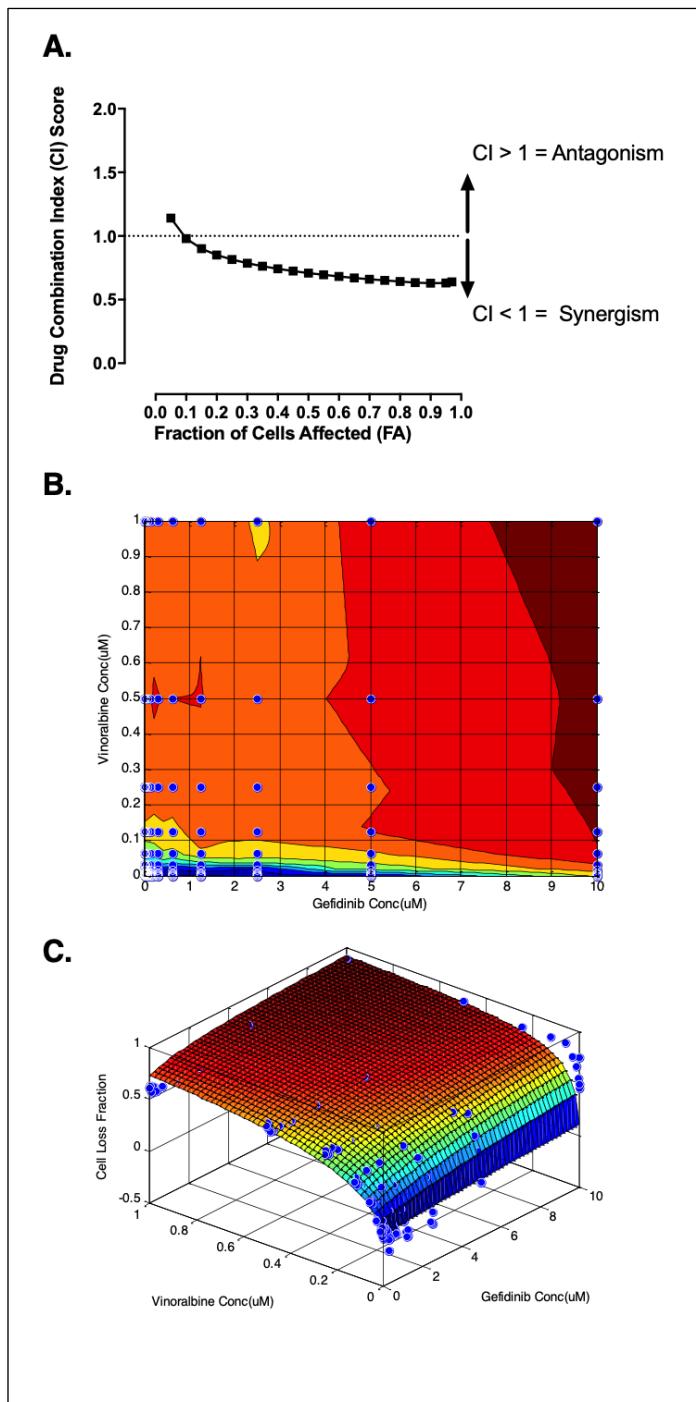 A.
Drug Combination Index (CI) Score
2.0
1.5
1.0
0.5
0.0
CI > 1 = Antagonism
CI < 1 = Synergism
0.0 0.1 0.2 0.3 0.4 0.5 0.6 0.7 0.8 0.9 1.0
Fraction of Cells Affected (FA)
B.
Vinoralbine Conc(uM)
1
0.9
0.8
0.7
0.6
0.5
0.4
0.3
0.2
0.1
0
0 1 2 3 4 5 6 7 8 9 10
Gefidinib Conc(uM)
C.
Cell Loss Fraction
1
0.5
0
-0.5
1 0.8 0.6 0.4 0.2 0
Vinoralbine Conc(uM)
0 2 4 6 8 10
Gefidinib Conc(uM)